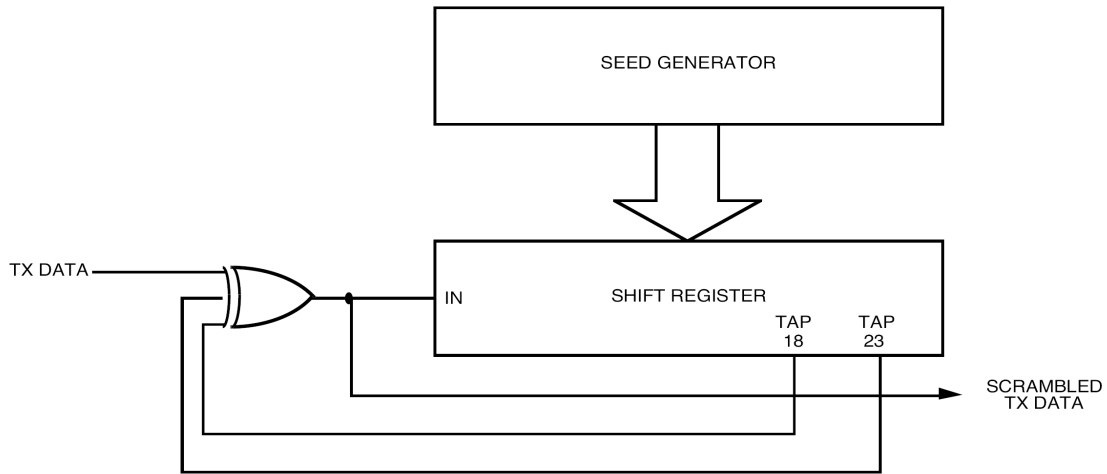 SEED GENERATOR
TX DATA
IN
SHIFT REGISTER
TAP
18
TAP
23
SCRAMBLED
TX DATA